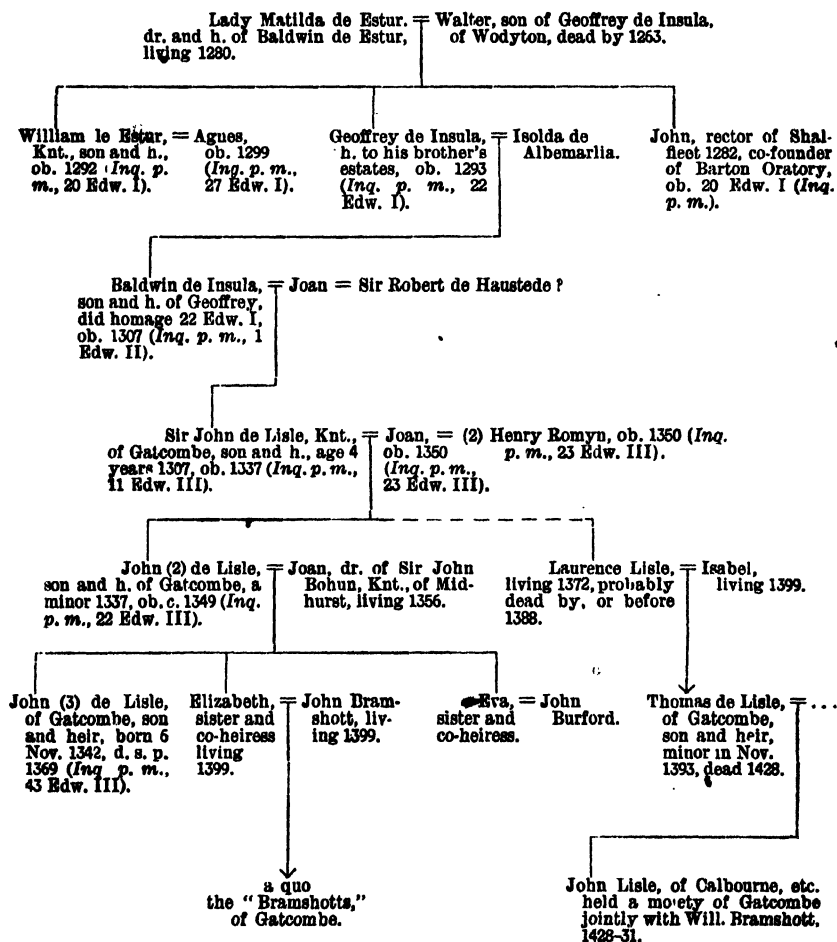 Lady Matilda de Estur.
dr. and h. of Baldwin de Estur,
living 1280.
= Walter, son of Geoffrey de Insula,
of Wodyton, dead by 1263.
William le Estur,
Knt., son and h.,
ob. 1292 (Inq. p.
m., 20 Edw. I).
= Agnes,
ob. 1299
(Inq. p. m.,
27 Edw. I).
Geoffrey de Insula,
h. to his brother's
estates, ob. 1293
(Inq. p. m., 22
Edw. I).
= Isolda de
Albemarlia.
John, rector of Shal-
fleet 1282, co-founder
of Barton Oratory,
ob. 20 Edw. I (Inq.
p. m.).
Baldwin de Insula,
son and h. of Geoffrey,
did homage 22 Edw. I,
ob. 1307 (Inq. p. m., 1
Edw. II).
= Joan = Sir Robert de Haustede ?
Sir John de Lisle, Knt.,
of Gatcombe, son and h., age 4
years 1307, ob. 1337 (Inq. p. m.,
11 Edw. III).
= Joan,
ob. 1350
(Inq. p. m.,
23 Edw. III).
= (2) Henry Romyn, ob. 1350 (Inq.
p. m., 23 Edw. III).
John (2) de Lisle,
son and h. of Gatcombe, a
minor 1337, ob. c. 1349 (Inq.
p. m., 22 Edw. III).
= Joan, dr. of Sir John
Bohun, Knt., of Mid-
hurst, living 1356.
Laurence Lisle,
living 1372, probably
dead by, or before
1388.
= Isabel,
living 1399.
John (3) de Lisle,
of Gatcombe, son
and heir, born 6
Nov. 1342, d. s. p.
1369 (Inq p. m.,
43 Edw. III).
Elizabeth,
sister and
co-heiress
living
1399.
= John Bram-
shott, liv-
ing 1399.
Eva,
sister and
co-heiress.
= John
Burford.
Thomas de Lisle,
of Gatcombe,
son and heir,
minor in Nov.
1393, dead 1428.
= ...
a quo
the "Bramshotts,"
of Gatcombe.
John Lisle, of Calbourne, etc.
held a moiety of Gatcombe
jointly with Will. Bramshott,
1428-31.